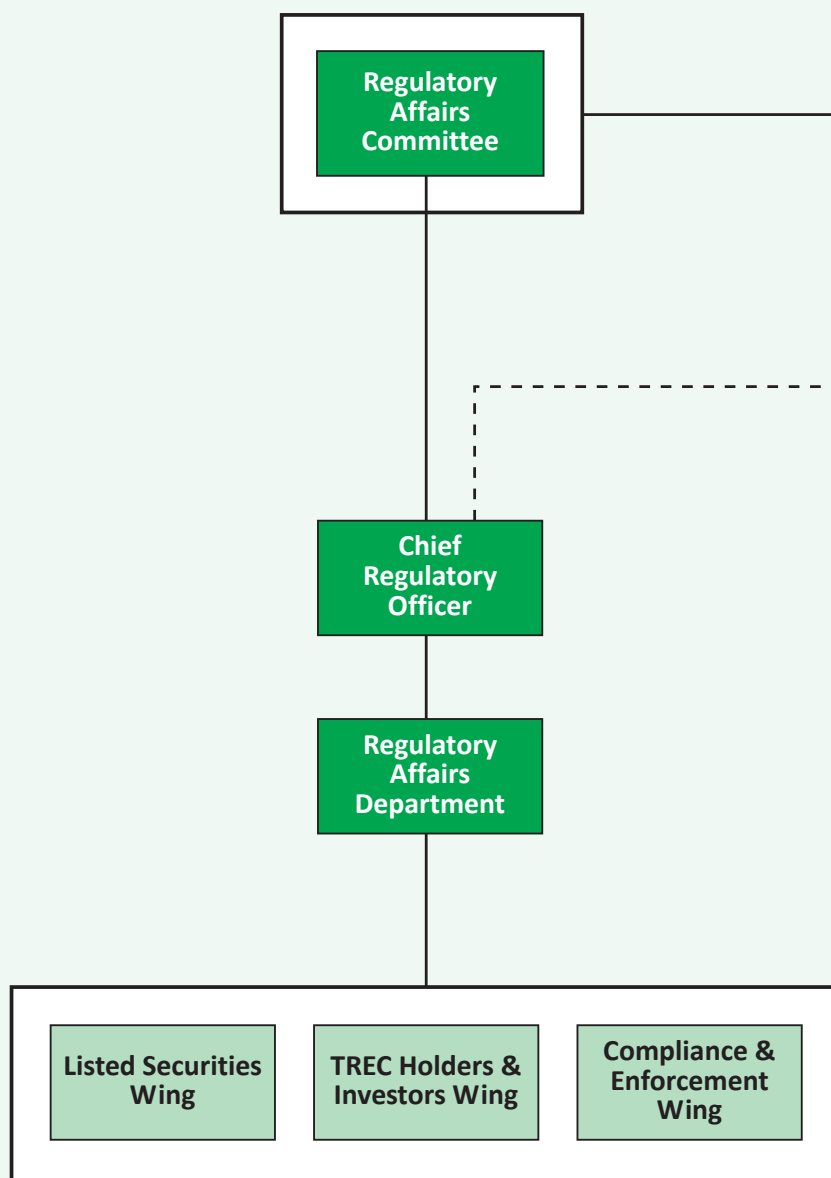 Regulatory
Affairs
Committee
Chief
Regulatory
Officer
Regulatory
Affairs
Department
Listed Securities
Wing
TREC Holders &
Investors Wing
Compliance &
Enforcement
Wing